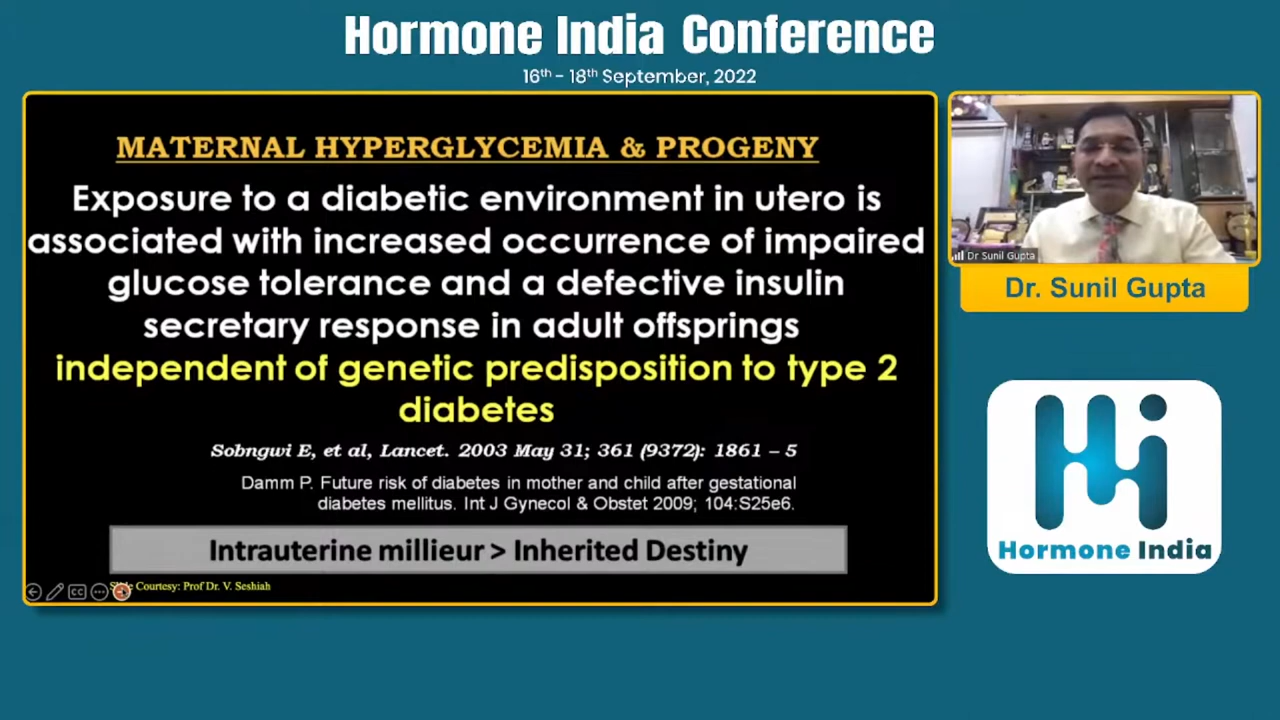 Hormone India Conference
16th - 18th September, 2022
MATERNAL HYPERGLYCEMIA & PROGENY
Exposure to a diabetic environment in utero is
associated with increased occurrence of impaired
glucose tolerance and a defective insulin
secretary response in adult offsprings
independent of genetic predisposition to type 2
diabetes
Sobngwi E, et al, Lancet. 2003 May 31; 361 (9372): 1861 – 5
Damm P. Future risk of diabetes in mother and child after gestational
diabetes mellitus. Int J Gynecol & Obstet 2009; 104:S25e6.
Intrauterine millieur > Inherited Destiny
Courtesy: Prof Dr. V. Seshiah
CC
Dr Sunil Gupta
Dr. Sunil Gupta
Hormone India